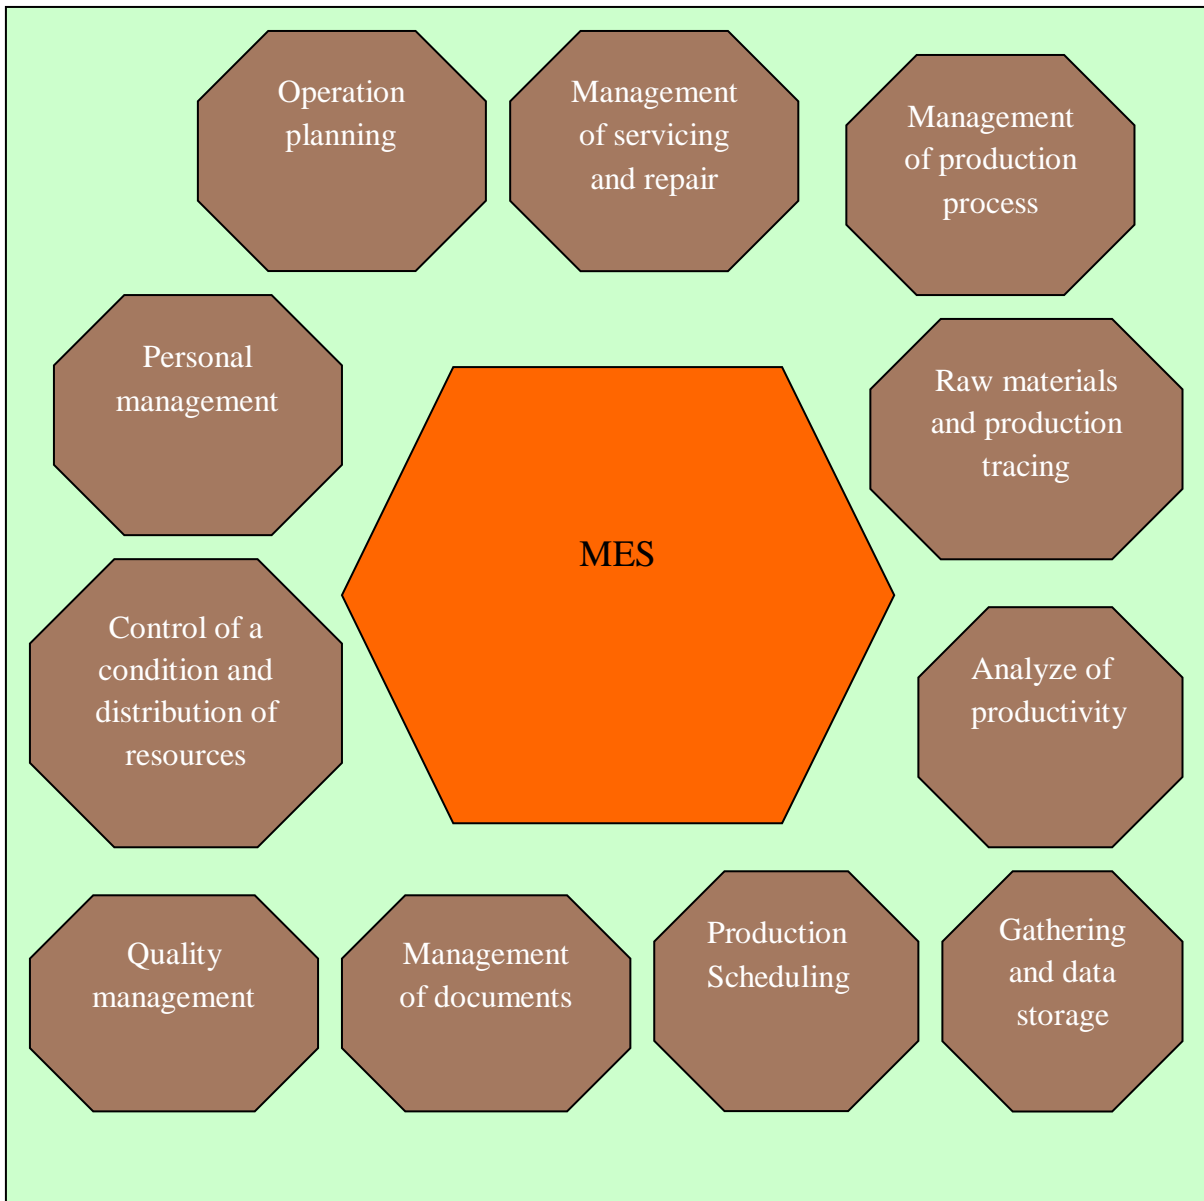 Operation
planning
Management
of servicing
and repair
Management
of production
process
Personal
management
Raw materials
and production
tracing
MES
Control of a
condition and
distribution of
resources
Analyze of
productivity
Quality
management
Management
of documents
Production
Scheduling
Gathering
and data
storage